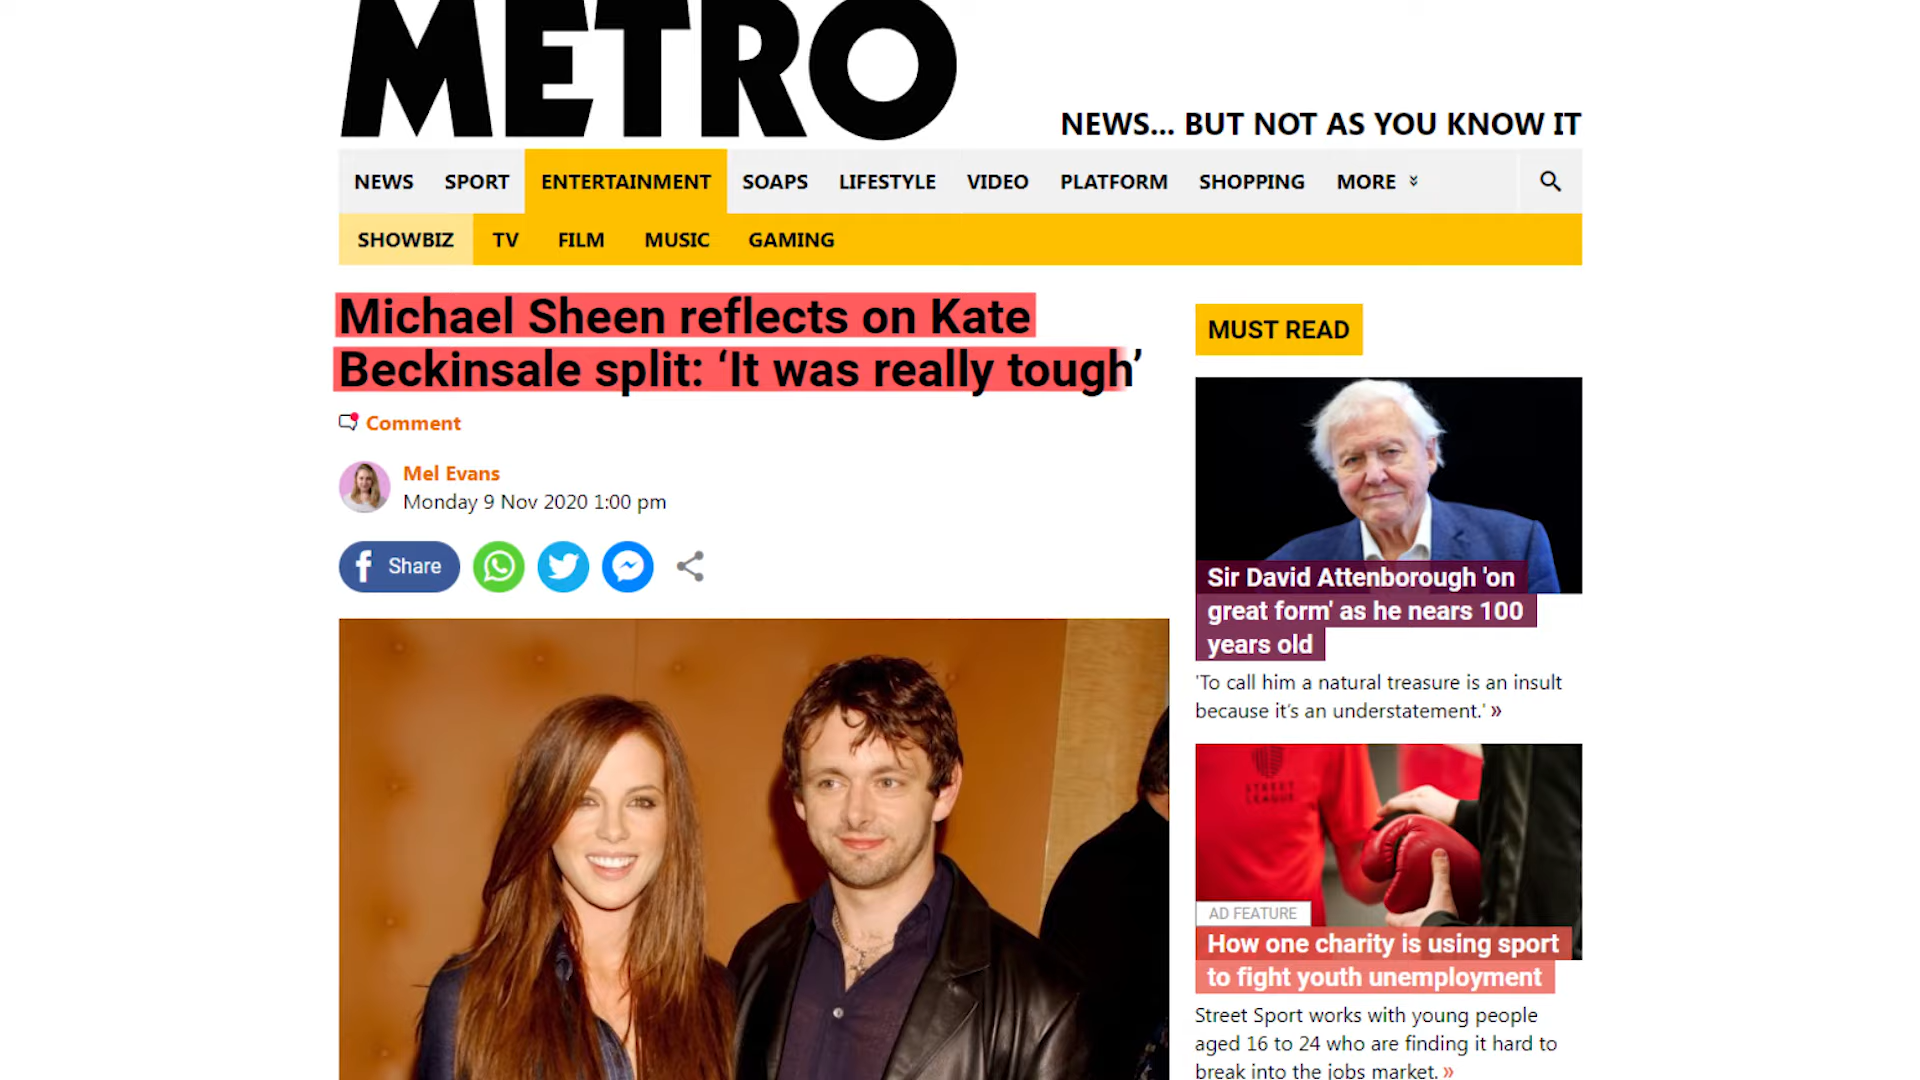 METRO
NEWS... BUT NOT AS YOU KNOW IT
NEWS SPORT ENTERTAINMENT SOAPS LIFESTYLE VIDEO PLATFORM SHOPPING MORE
SHOWBIZ TV FILM MUSIC GAMING
Michael Sheen reflects on Kate
Beckinsale split: ‘It was really tough’
Comment
Mel Evans
Monday 9 Nov 2020 1:00 pm
Share
MUST READ
Sir David Attenborough 'on
great form' as he nears 100
years old
'To call him a natural treasure is an insult
because it's an understatement.' »
STREET
LEAGUE
AD FEATURE
How one charity is using sport
to fight youth unemployment
Street Sport works with young people
aged 16 to 24 who are finding it hard to
break into the jobs market. »